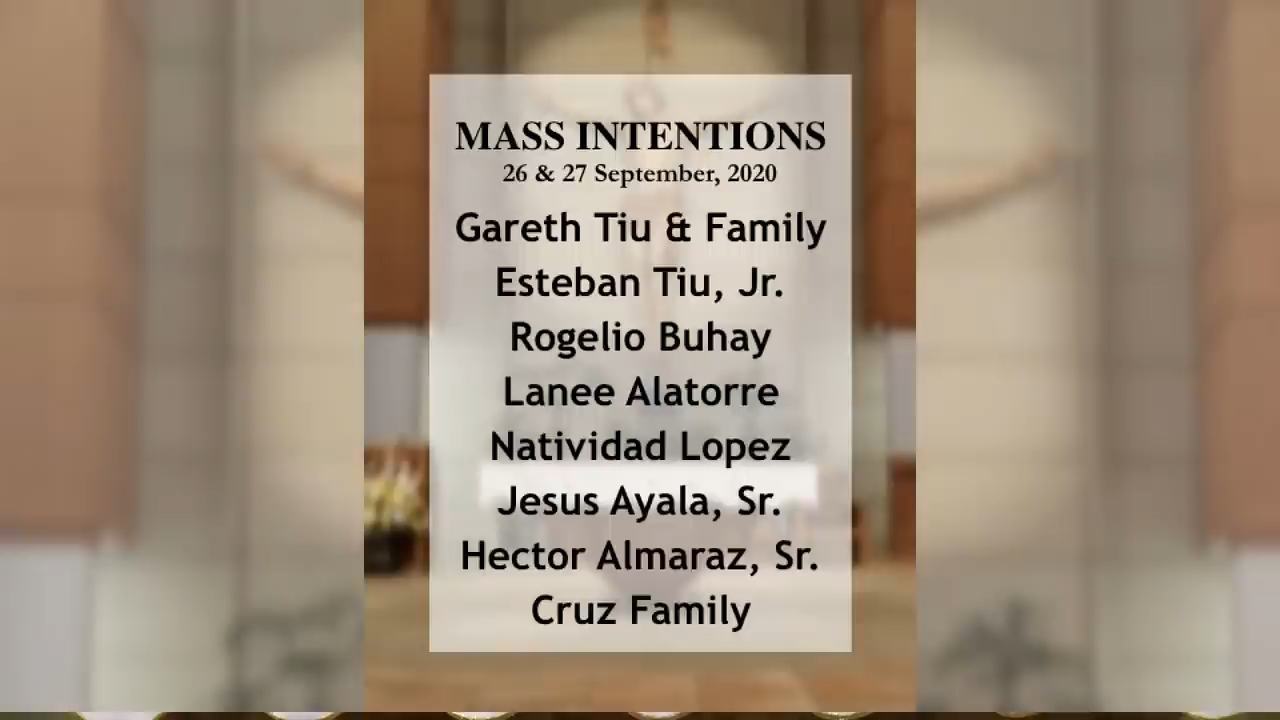 MASS INTENTIONS
26 & 27 September, 2020
Gareth Tiu & Family
Esteban Tiu, Jr.
Rogelio Buhay
Lanee Alatorre
Natividad Lopez
Jesus Ayala, Sr.
Hector Almaraz, Sr.
Cruz Family